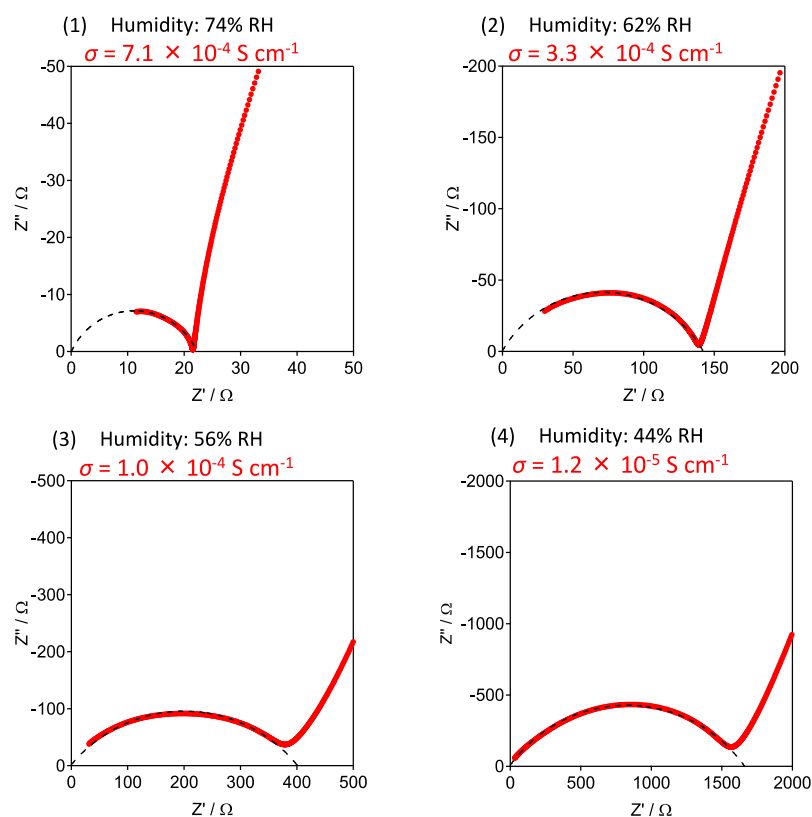 (1) Humidity: 74% RH
σ = 7.1 × 10⁻⁴ S cm⁻¹
-50
-40
-30
-20
-10
0
0 10 20 30 40 50
Z'' / Ω
Z' / Ω
(2) Humidity: 62% RH
σ = 3.3 × 10⁻⁴ S cm⁻¹
-200
-150
-100
-50
0
0 50 100 150 200
Z'' / Ω
Z' / Ω
(3) Humidity: 56% RH
σ = 1.0 × 10⁻⁴ S cm⁻¹
-500
-400
-300
-200
-100
0
0 100 200 300 400 500
Z'' / Ω
Z' / Ω
(4) Humidity: 44% RH
σ = 1.2 × 10⁻⁵ S cm⁻¹
-2000
-1500
-1000
-500
0
0 500 1000 1500 2000
Z'' / Ω
Z' / Ω